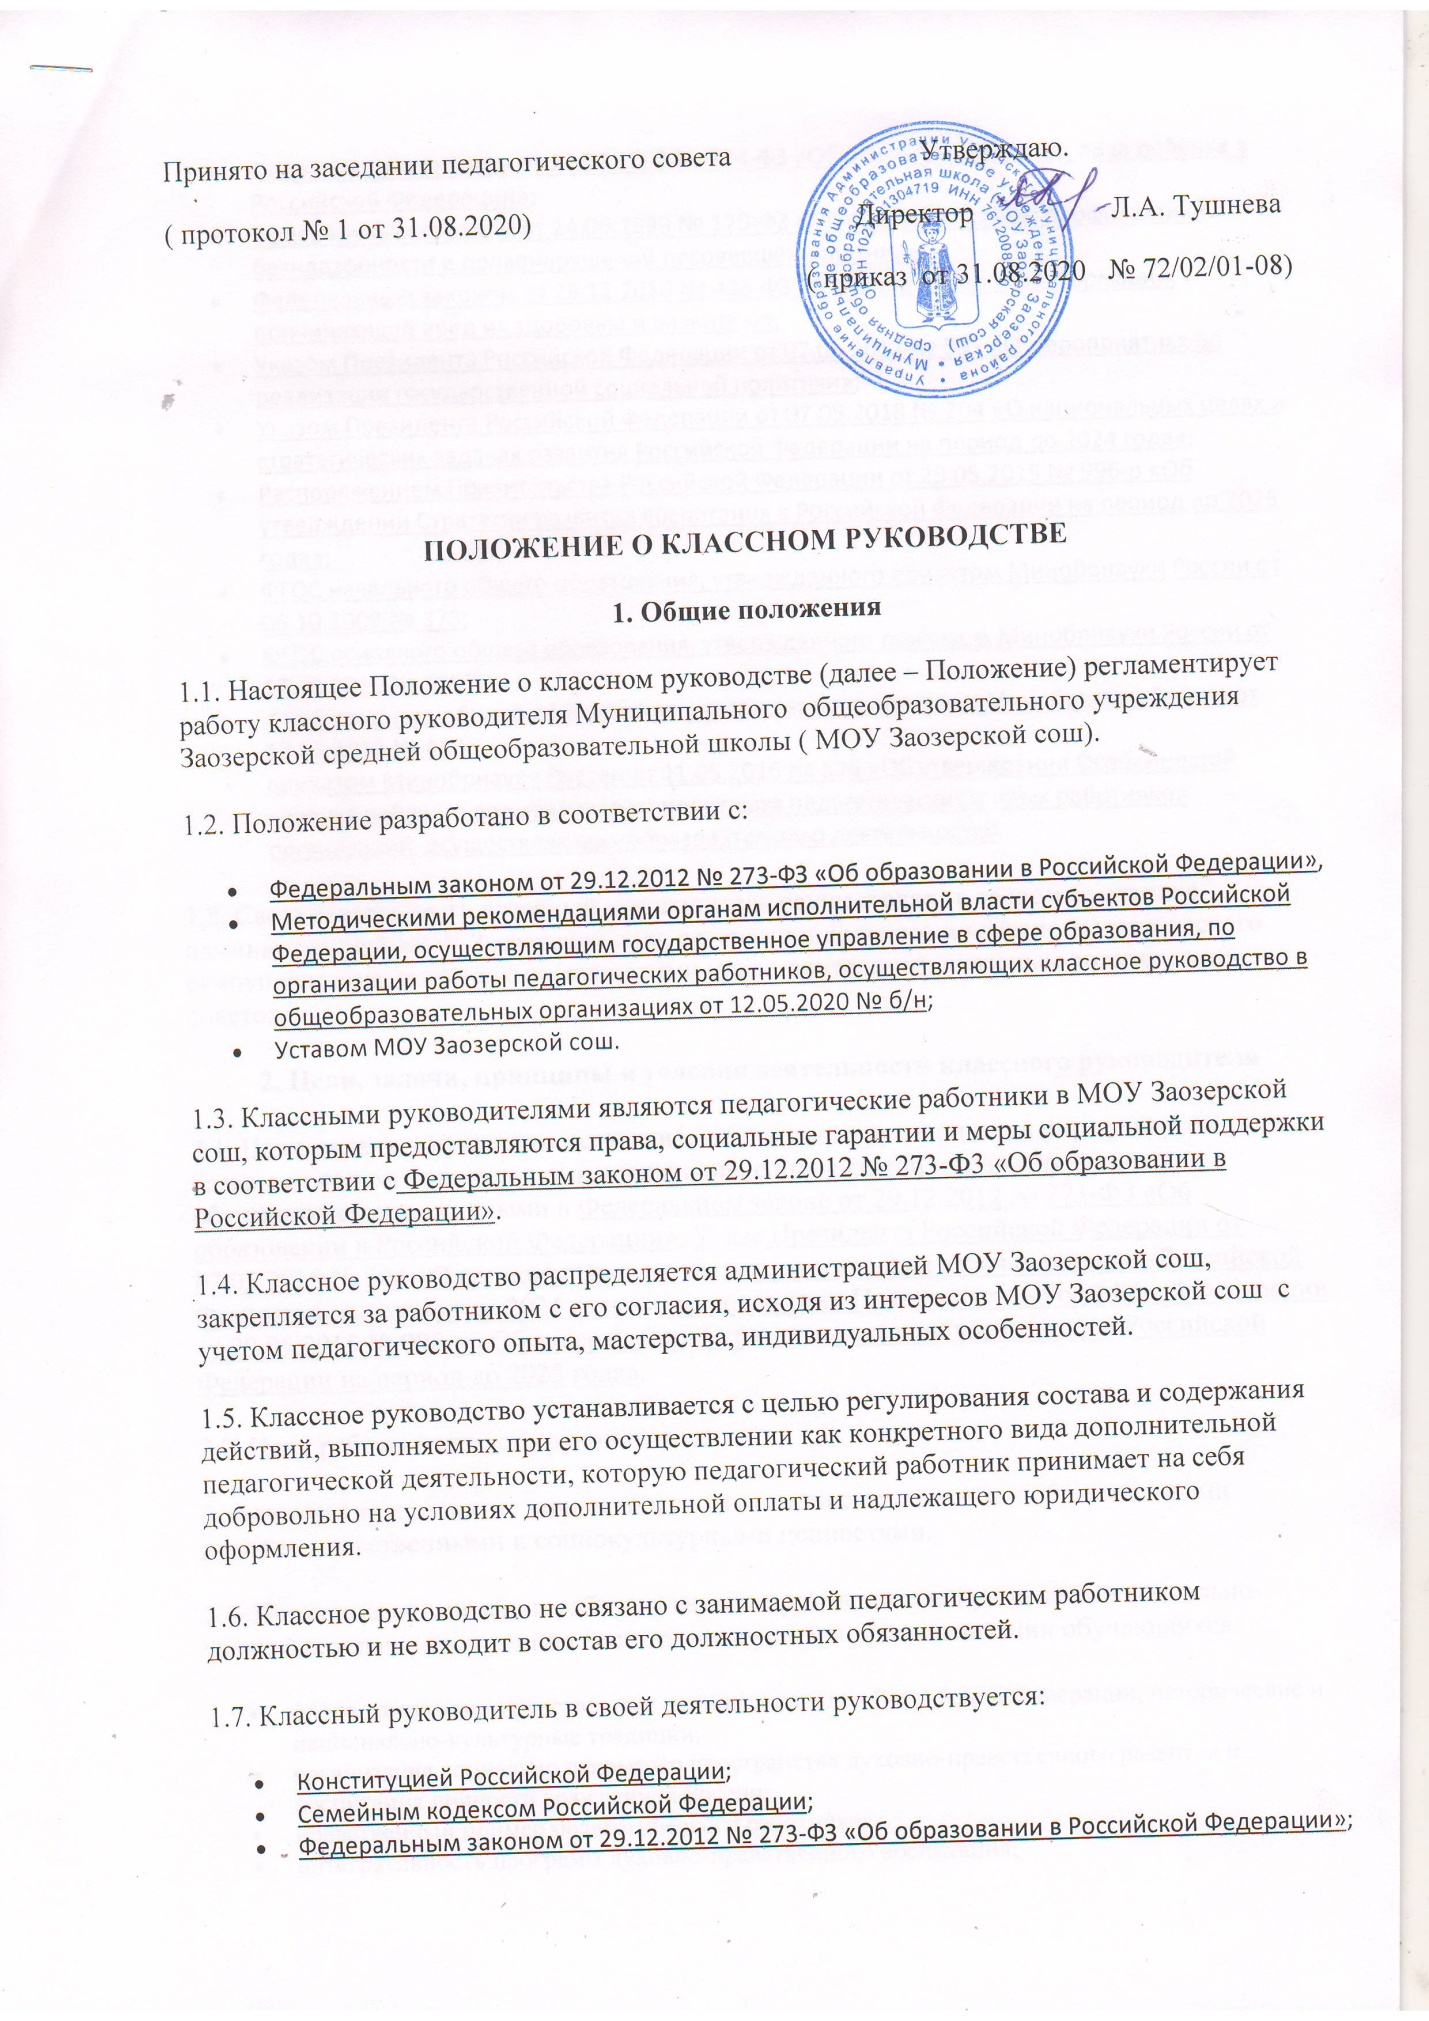 Принято на заседании педагогического совета
Утверждаю.
( протокол № 1 от 31.08.2020)
Директор Л.А. Тушнева
( приказ от 31.08.2020 № 72/02/01-08)
ПОЛОЖЕНИЕ О КЛАССНОМ РУКОВОДСТВЕ
1. Общие положения
1.1. Настоящее Положение о классном руководстве (далее – Положение) регламентирует
работу классного руководителя Муниципального общеобразовательного учреждения
Заозерской средней общеобразовательной школы ( МОУ Заозерской сош).
1.2. Положение разработано в соответствии с:
• Федеральным законом от 29.12.2012 № 273-ФЗ «Об образовании в Российской Федерации»,
• Методическими рекомендациями органам исполнительной власти субъектов Российской
Федерации, осуществляющим государственное управление в сфере образования, по
организации работы педагогических работников, осуществляющих классное руководство в
общеобразовательных организациях от 12.05.2020 № б/н;
• Уставом МОУ Заозерской сош.
1.3. Классными руководителями являются педагогические работники в МОУ Заозерской
сош, которым предоставляются права, социальные гарантии и меры социальной поддержки
в соответствии с Федеральным законом от 29.12.2012 № 273-ФЗ «Об образовании в
Российской Федерации».
1.4. Классное руководство распределяется администрацией МОУ Заозерской сош,
закрепляется за работником с его согласия, исходя из интересов МОУ Заозерской сош с
учетом педагогического опыта, мастерства, индивидуальных особенностей.
1.5. Классное руководство устанавливается с целью регулирования состава и содержания
действий, выполняемых при его осуществлении как конкретного вида дополнительной
педагогической деятельности, которую педагогический работник принимает на себя
добровольно на условиях дополнительной оплаты и надлежащего юридического
оформления.
1.6. Классное руководство не связано с занимаемой педагогическим работником
должностью и не входит в состав его должностных обязанностей.
1.7. Классный руководитель в своей деятельности руководствуется:
• Конституцией Российской Федерации;
• Семейным кодексом Российской Федерации;
• Федеральным законом от 29.12.2012 № 273-ФЗ «Об образовании в Российской Федерации»;